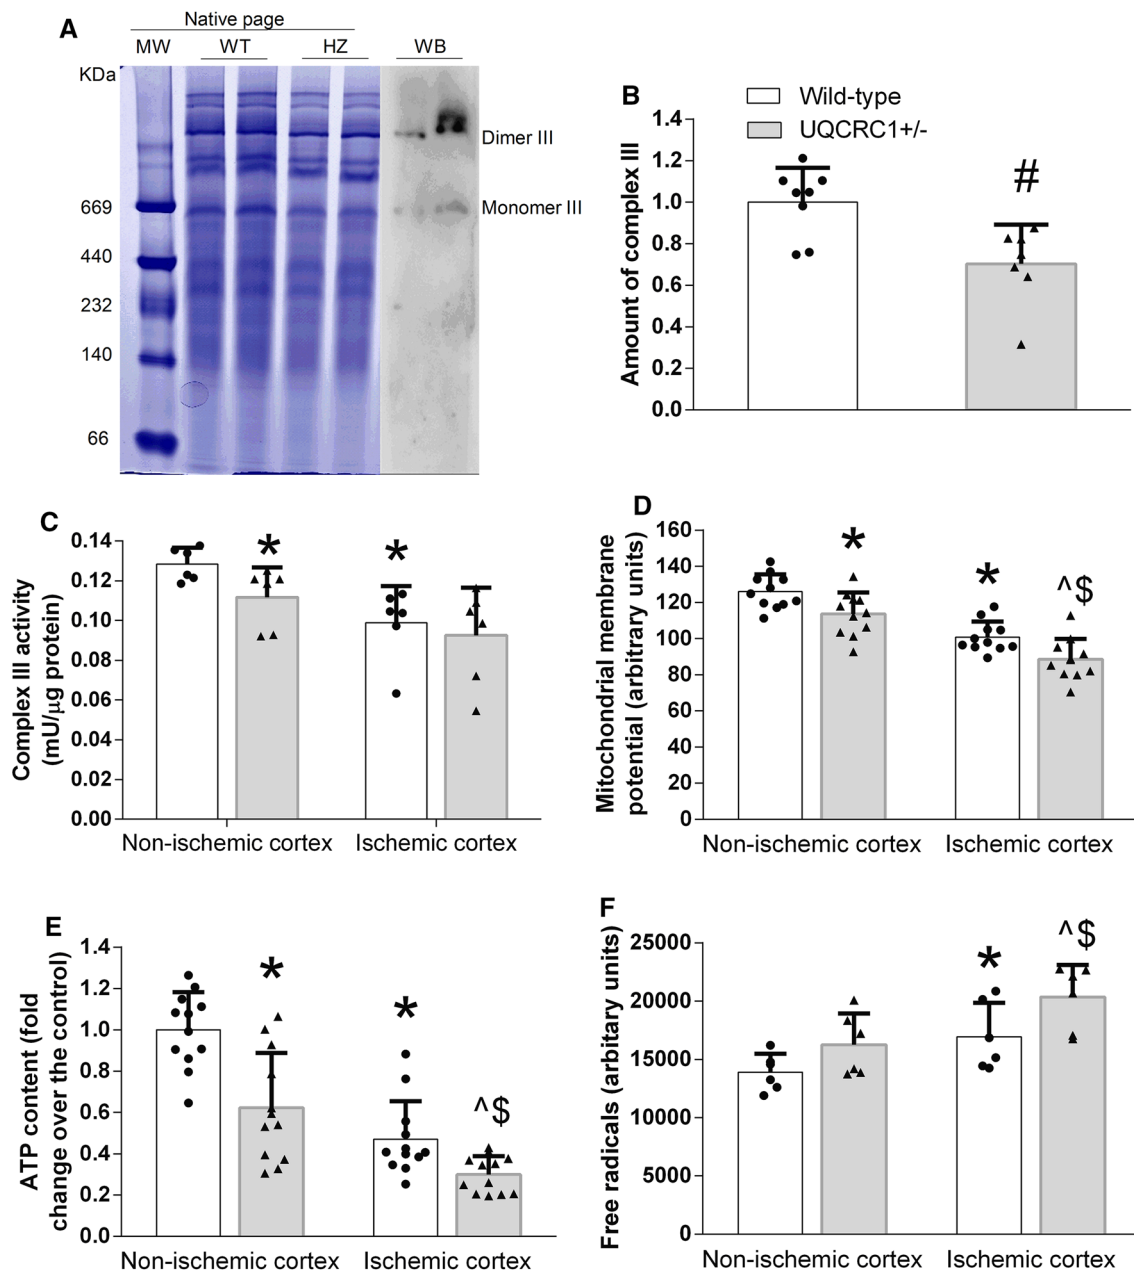 A
Native page
MW WT HZ WB
KDa
669
440
232
140
66
Dimer III
Monomer III
B
Wild-type
UQCRC1+/-
Amount of complex III
1.4
1.2
1.0
0.8
0.6
0.4
0.2
0.0
#
C
Complex III activity
(mU/µg protein)
0.14
0.12
0.10
0.08
0.06
0.04
0.02
0.00
*
*
Non-ischemic cortex Ischemic cortex
D
Mitochondrial membrane
potential (arbitrary units)
160
140
120
100
80
60
40
20
0
*
*
^$
Non-ischemic cortex Ischemic cortex
E
ATP content (fold
change over the control)
1.4
1.2
1.0
0.8
0.6
0.4
0.2
0.0
*
*
^$
Non-ischemic cortex Ischemic cortex
F
Free radicals (arbitary units)
25000
20000
15000
10000
5000
0
*
^$
Non-ischemic cortex Ischemic cortex